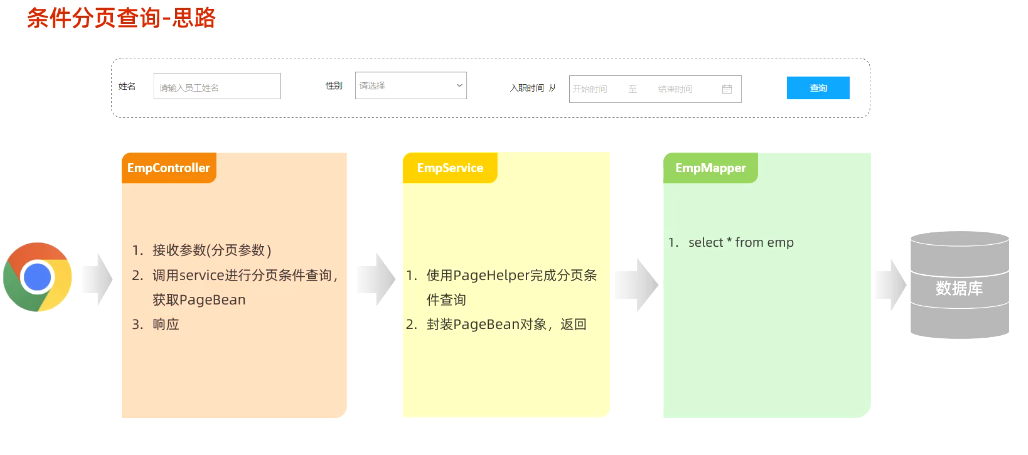 条件分页查询-思路
姓名 请输入员工姓名 性别 请选择 入职时间 从 开始时间 至 结束时间 查询
EmpController
1. 接收参数(分页参数)
2. 调用service进行分页条件查询，
获取PageBean
3. 响应
EmpService
1. 使用PageHelper完成分页条
件查询
2. 封装PageBean对象，返回
EmpMapper
1. select * from emp
数据库